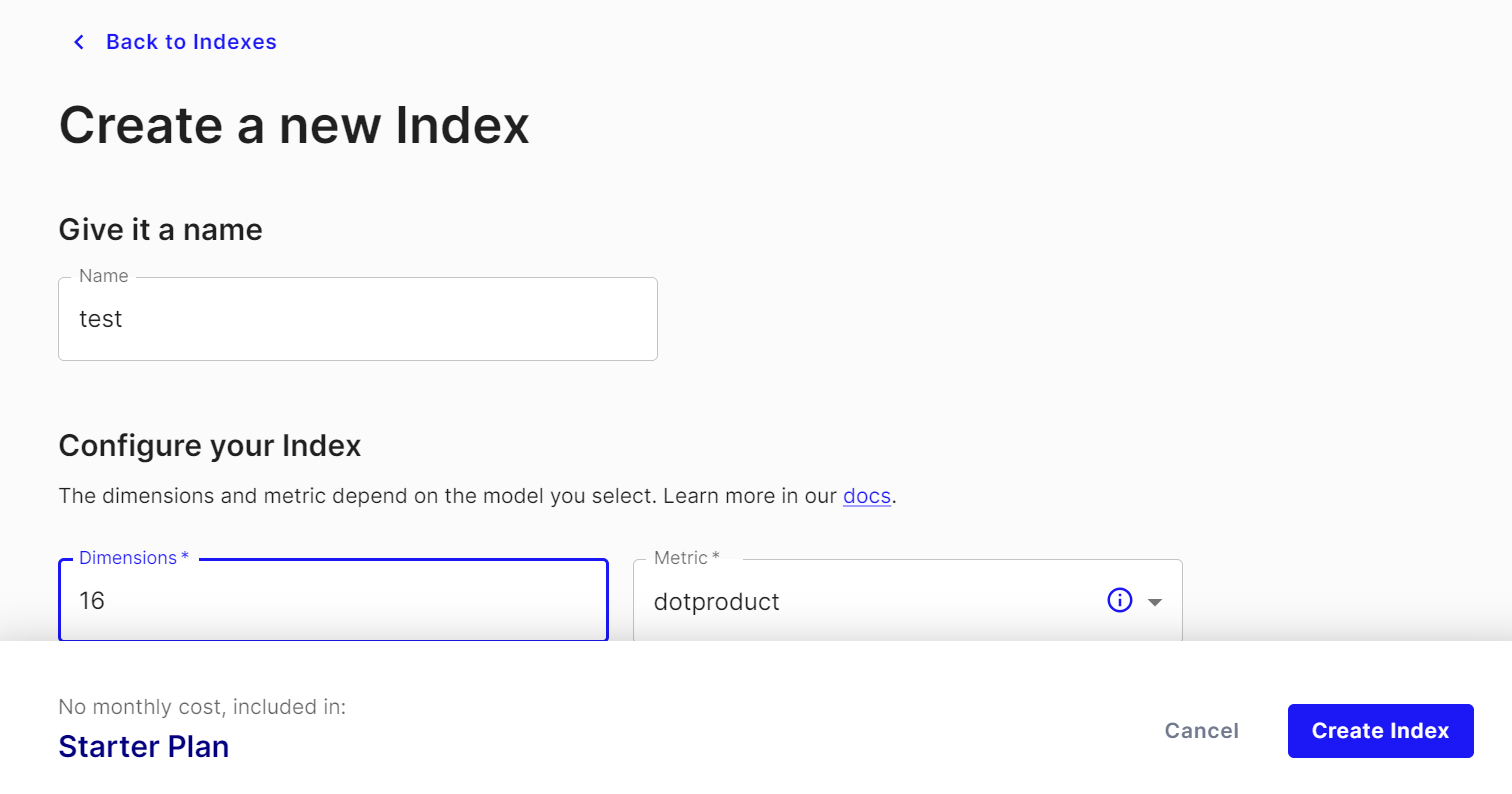 Back to Indexes
Create a new Index
Give it a name
Name
test
Configure your Index
The dimensions and metric depend on the model you select. Learn more in our docs.
Dimensions *
16
Metric *
dotproduct
No monthly cost, included in:
Starter Plan
Cancel
Create Index